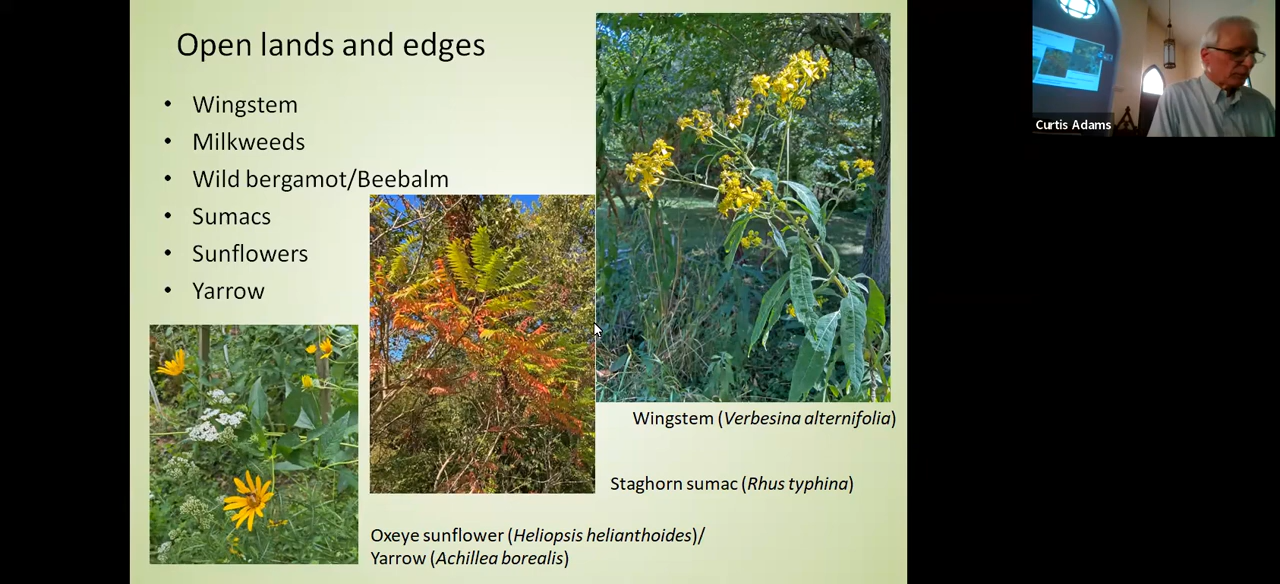 Open lands and edges
• Wingstem
• Milkweeds
• Wild bergamot/Beebalm
• Sumacs
• Sunflowers
• Yarrow
Wingstem (Verbesina alternifolia)
Staghorn sumac (Rhus typhina)
Oxeye sunflower (Heliopsis helianthoides)/
Yarrow (Achillea borealis)
Curtis Adams